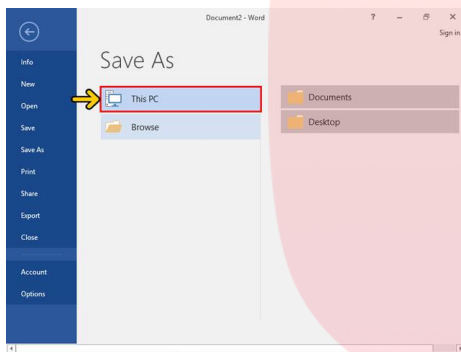 Document2 - Word
?
Sign in
Info
New
Open
Save
Save As
Print
Share
Export
Close
Account
Options
Save As
This PC
Browse
Documents
Desktop